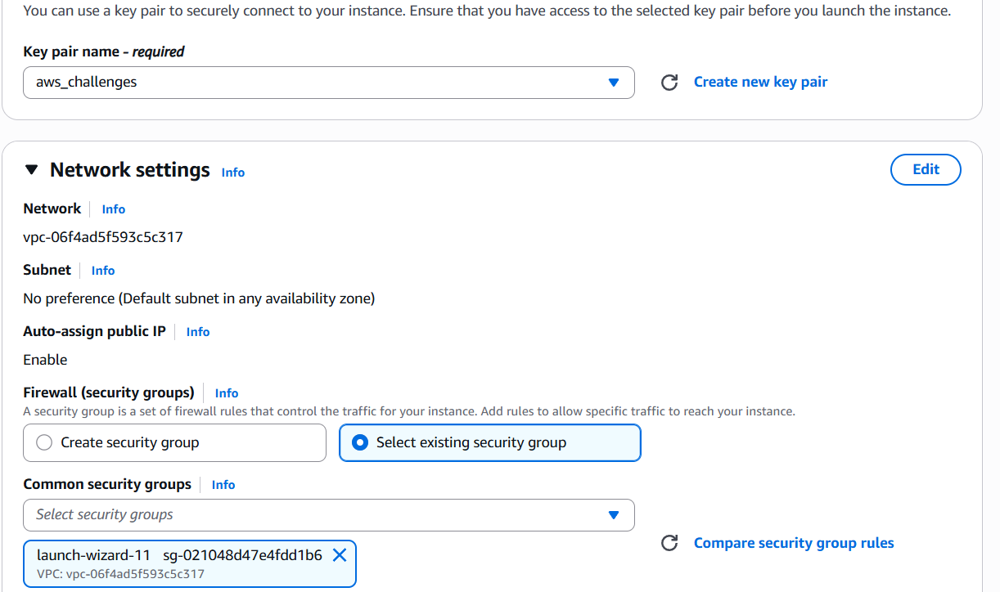 You can use a key pair to securely connect to your instance. Ensure that you have access to the selected key pair before you launch the instance.
Key pair name - required
aws_challenges
Create new key pair
Network settings Info
Edit
Network Info
vpc-06f4ad5f593c5c317
Subnet Info
No preference (Default subnet in any availability zone)
Auto-assign public IP Info
Enable
Firewall (security groups) Info
A security group is a set of firewall rules that control the traffic for your instance. Add rules to allow specific traffic to reach your instance.
Create security group
Select existing security group
Common security groups Info
Select security groups
Compare security group rules
launch-wizard-11 sg-021048d47e4fdd1b6
VPC: vpc-06f4ad5f593c5c317